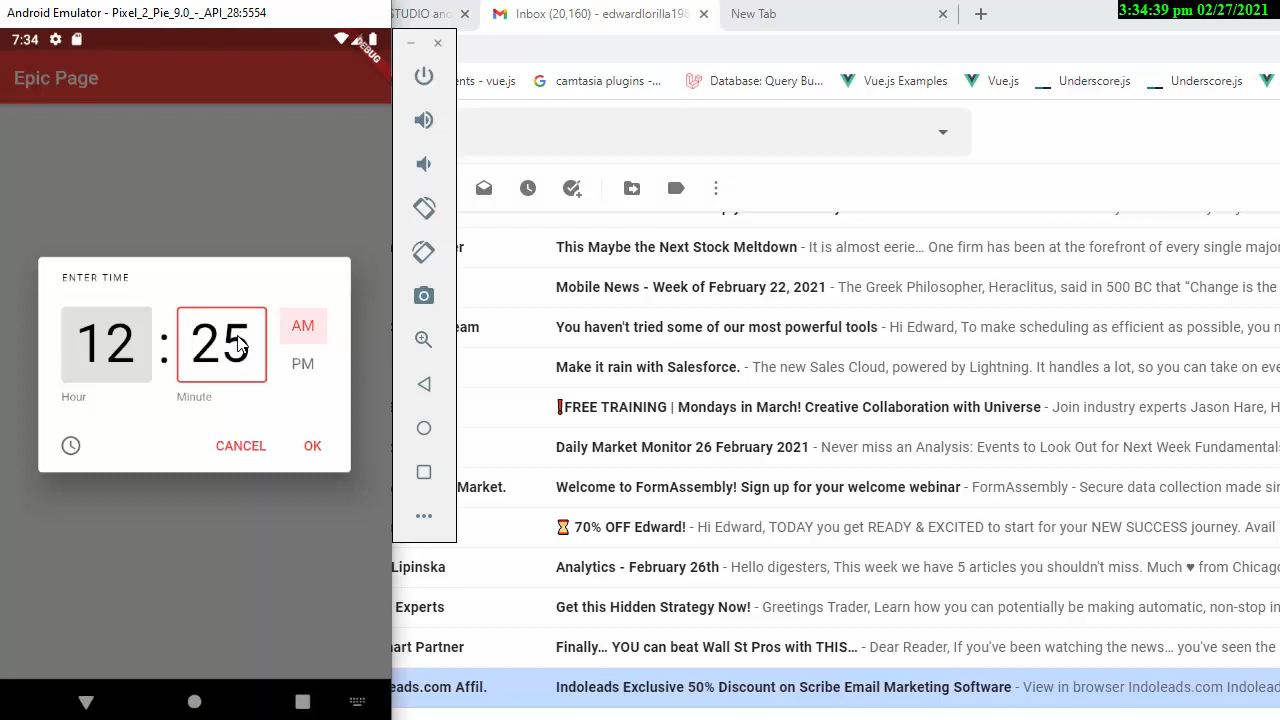 Android Emulator - Pixel_2_Pie_9.0_-_API_28:5554
STUDIO and
Inbox (20,160) - edwardlorilla198
New Tab
3:34:39 pm 02/27/2021
7:34
DEBUG
Epic Page
ents - vue.js
camtasia plugins -...
Database: Query Bu...
Vue.js Examples
Vue.js
Underscore.js
Underscore.js
ENTER TIME
12 : 25
AM
PM
Hour
Minute
CANCEL
OK
er
This Maybe the Next Stock Meltdown - It is almost eerie... One firm has been at the forefront of every single major
Mobile News - Week of February 22, 2021 - The Greek Philosopher, Heraclitus, said in 500 BC that “Change is the
eam
You haven't tried some of our most powerful tools - Hi Edward, To make scheduling as efficient as possible, you n
Make it rain with Salesforce. - The new Sales Cloud, powered by Lightning. It handles a lot, so you can take on eve
❗FREE TRAINING | Mondays in March! Creative Collaboration with Universe - Join industry experts Jason Hare, H
Daily Market Monitor 26 February 2021 - Never miss an Analysis: Events to Look Out for Next Week Fundamentals
Market.
Welcome to FormAssembly! Sign up for your welcome webinar - FormAssembly - Secure data collection made sim
⏳ 70% OFF Edward! - Hi Edward, TODAY you get READY & EXCITED to start for your NEW SUCCESS journey. Avail
Lipinska
Analytics - February 26th - Hello digesters, This week we have 5 articles you shouldn't miss. Much ♥ from Chicago
Experts
Get this Hidden Strategy Now! - Greetings Trader, Learn how you can potentially be making automatic, non-stop in
art Partner
Finally... YOU can beat Wall St Pros with THIS... - Dear Reader, If you've been watching the news... you've seen the
eads.com Affil.
Indoleads Exclusive 50% Discount on Scribe Email Marketing Software - View in browser Indoleads.com Indolead